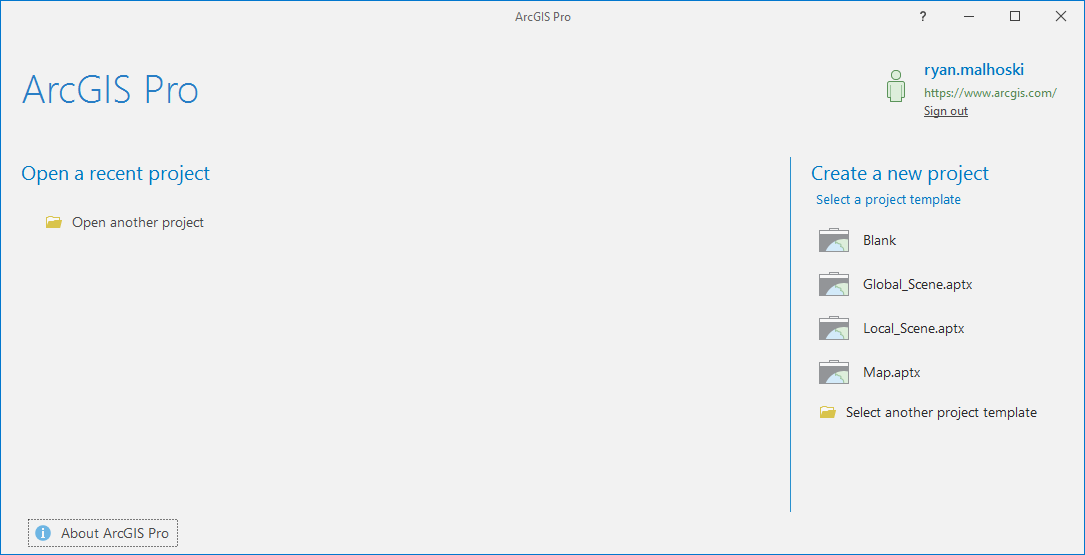 ArcGIS Pro
?
ArcGIS Pro
ryan.malhoski
https://www.arcgis.com/
Sign out
Open a recent project
Open another project
Create a new project
Select a project template
Blank
Global_Scene.aptx
Local_Scene.aptx
Map.aptx
Select another project template
i About ArcGIS Pro